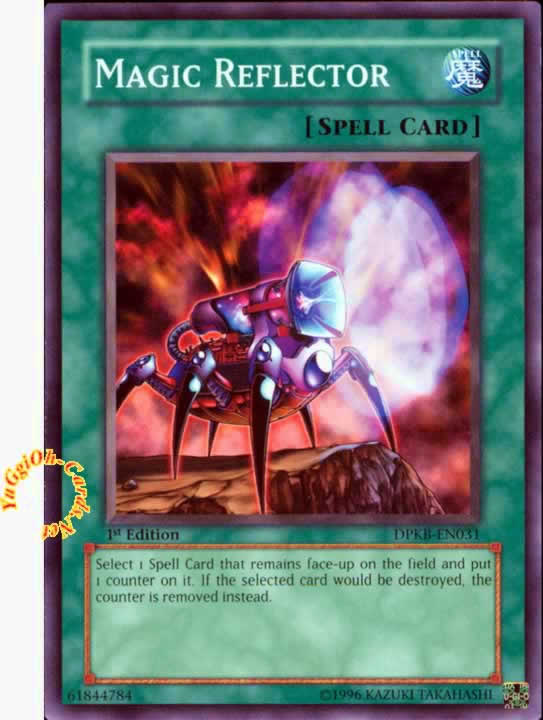 MAGIC REFLECTOR
SPELL
魔
[SPELL CARD]
YuGgiOh-Cards.Net
1st Edition
DPKB-EN031
Select 1 Spell Card that remains face-up on the field and put
1 counter on it. If the selected card would be destroyed, the
counter is removed instead.
61844784
©1996 KAZUKI TAKAHASHI